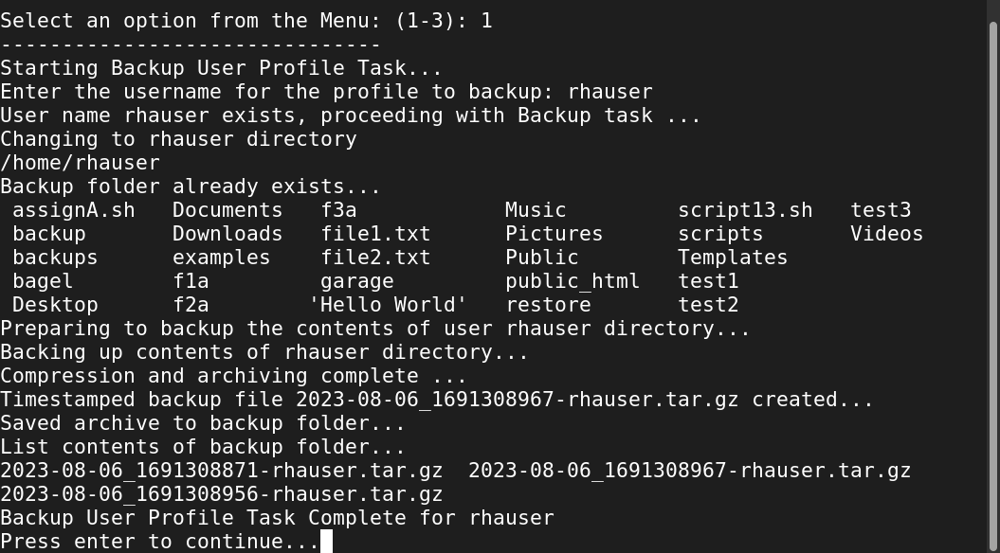 Select an option from the Menu: (1-3): 1
-------------------------------
Starting Backup User Profile Task...
Enter the username for the profile to backup: rhauser
User name rhauser exists, proceeding with Backup task ...
Changing to rhauser directory
/home/rhauser
Backup folder already exists...
 assignA.sh   Documents   f3a            Music         script13.sh   test3
 backup       Downloads   file1.txt      Pictures      scripts       Videos
 backups      examples    file2.txt      Public        Templates
 bagel        f1a         garage         public_html   test1
 Desktop      f2a        'Hello World'   restore       test2
Preparing to backup the contents of user rhauser directory...
Backing up contents of rhauser directory...
Compression and archiving complete ...
Timestamped backup file 2023-08-06_1691308967-rhauser.tar.gz created...
Saved archive to backup folder...
List contents of backup folder...
2023-08-06_1691308871-rhauser.tar.gz  2023-08-06_1691308967-rhauser.tar.gz
2023-08-06_1691308956-rhauser.tar.gz
Backup User Profile Task Complete for rhauser
Press enter to continue...